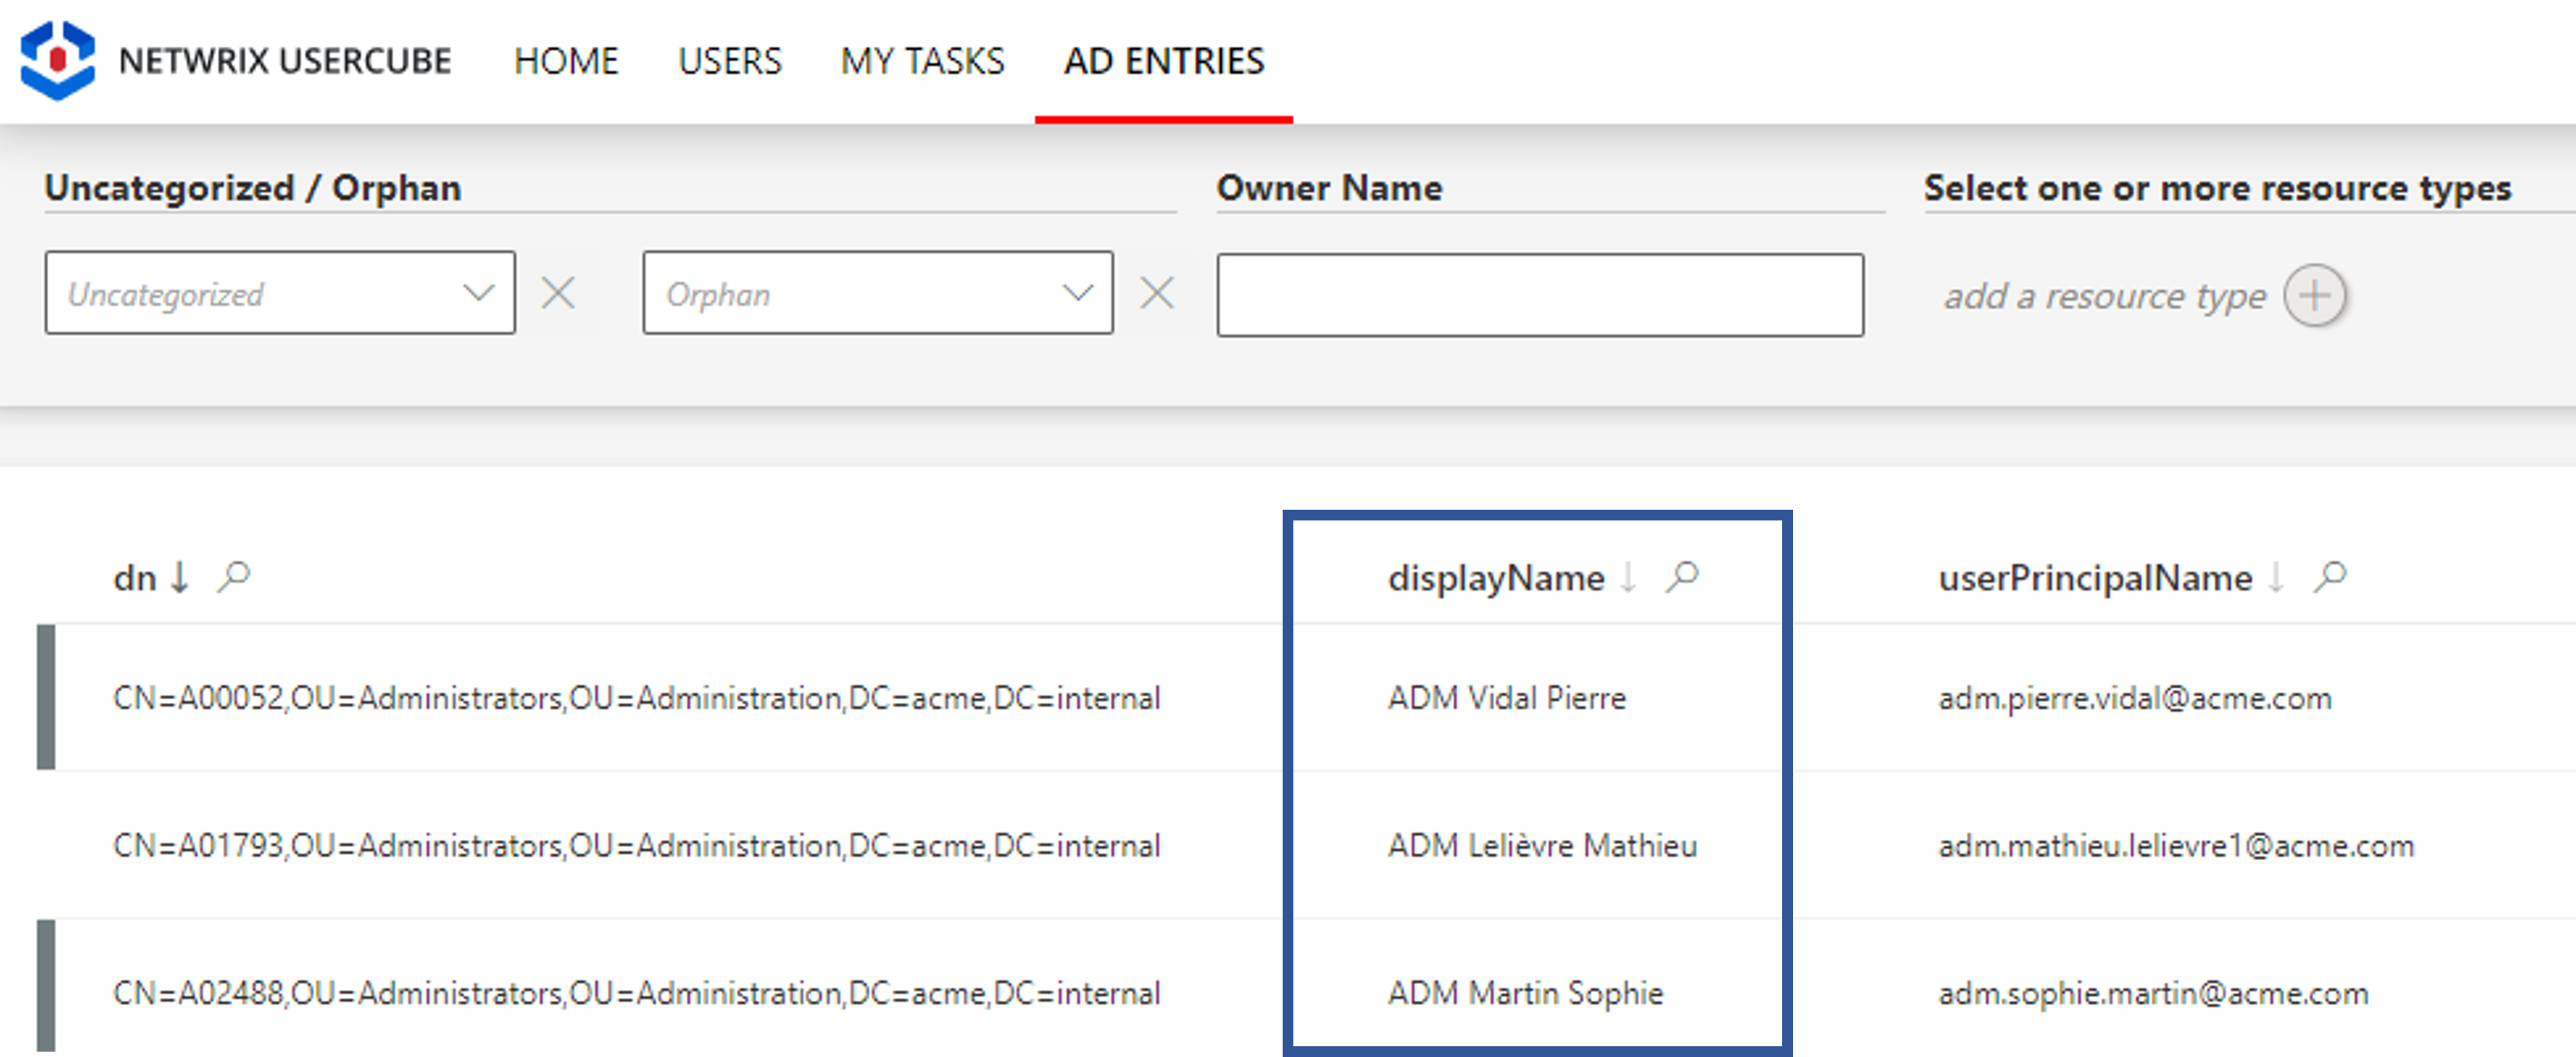 NETWRIX USERCUBE HOME USERS MY TASKS AD ENTRIES
Uncategorized / Orphan Owner Name Select one or more resource types
Uncategorized Orphan add a resource type
dn displayName userPrincipalName
CN=A00052,OU=Administrators,OU=Administration,DC=acme,DC=internal ADM Vidal Pierre adm.pierre.vidal@acme.com
CN=A01793,OU=Administrators,OU=Administration,DC=acme,DC=internal ADM Lelièvre Mathieu adm.mathieu.lelievre1@acme.com
CN=A02488,OU=Administrators,OU=Administration,DC=acme,DC=internal ADM Martin Sophie adm.sophie.martin@acme.com